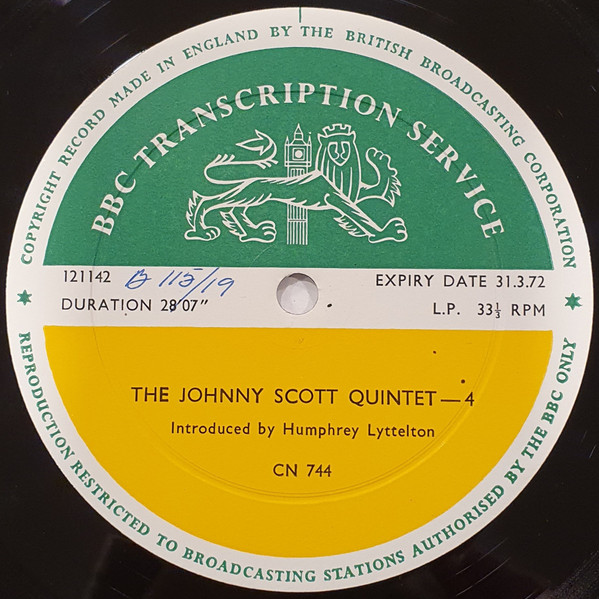 COPYRIGHT RECORD MADE IN ENGLAND BY THE BRITISH BROADCASTING CORPORATION
BBC TRANSCRIPTION SERVICE
121142 B 115/19
EXPIRY DATE 31.3.72
DURATION 28′07″
L.P. 33⅓ RPM
THE JOHNNY SCOTT QUINTET—4
Introduced by Humphrey Lyttelton
CN 744
REPRODUCTION RESTRICTED TO BROADCASTING STATIONS AUTHORISED BY THE BBC ONLY